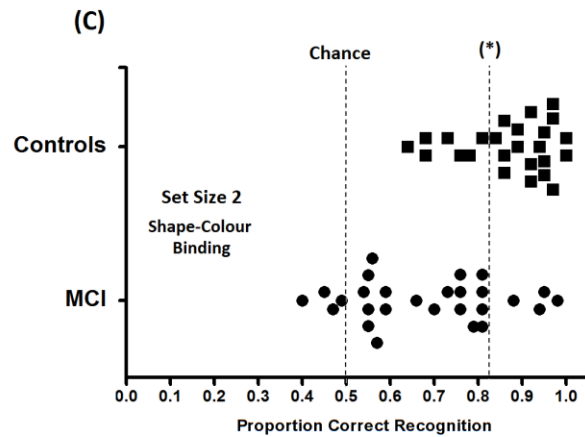 (C)
Chance
(*)
Controls
Set Size 2
Shape-Colour
Binding
MCI
0.0 0.1 0.2 0.3 0.4 0.5 0.6 0.7 0.8 0.9 1.0
Proportion Correct Recognition